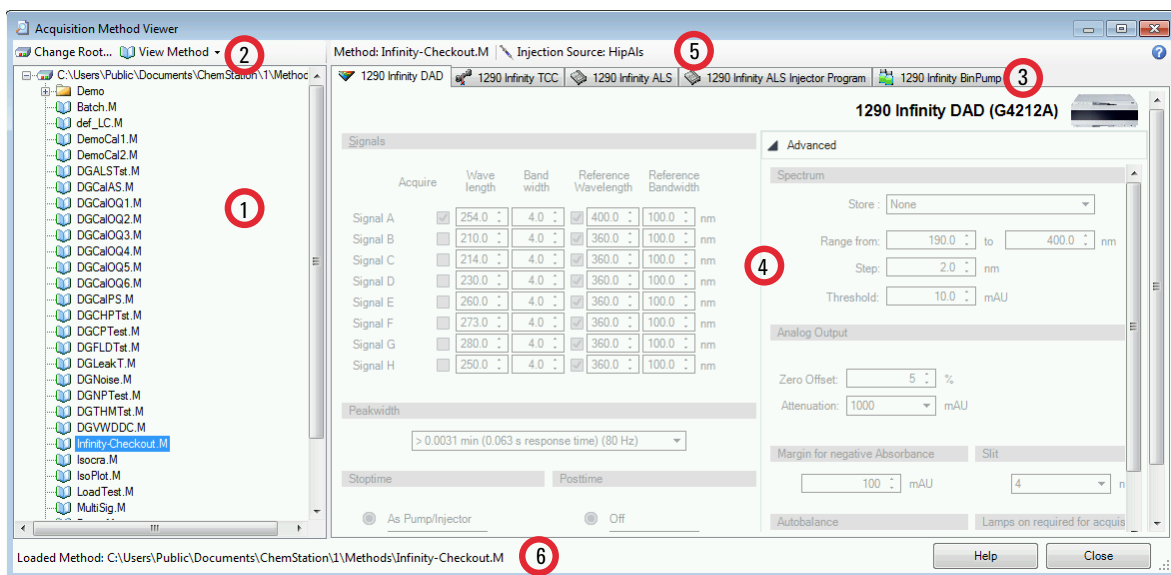 Acquisition Method Viewer
Change Root... View Method
2
Method: Infinity-Checkout.M Injection Source: HipAls
5
C:\Users\Public\Documents\ChemStation\1\Methoc
Demo
Batch.M
def_LC.M
DemoCal1.M
DemoCal2.M
DGALSTst.M
DGCalAS.M
DGCalOQ1.M
DGCalOQ2.M
DGCalOQ3.M
DGCalOQ4.M
DGCalOQ5.M
DGCalOQ6.M
DGCalPS.M
DGCHPTst.M
DGCPTest.M
DGFLDTst.M
DGLeakT.M
DGNoise.M
DGNPTest.M
DGTHMTst.M
DGVWDDC.M
Infinity-Checkout.M
Isocra.M
IsoPlot.M
LoadTest.M
MultiSig.M
1
1290 Infinity DAD 1290 Infinity TCC 1290 Infinity ALS 1290 Infinity ALS Injector Program 1290 Infinity BinPump
3
1290 Infinity DAD (G4212A)
Signals
Acquire Wave length Band width Reference Wavelength Reference Bandwidth
Signal A 254.0 4.0 400.0 100.0 nm
Signal B 210.0 4.0 360.0 100.0 nm
Signal C 214.0 4.0 360.0 100.0 nm
Signal D 230.0 4.0 360.0 100.0 nm
Signal E 260.0 4.0 360.0 100.0 nm
Signal F 273.0 4.0 360.0 100.0 nm
Signal G 280.0 4.0 360.0 100.0 nm
Signal H 250.0 4.0 360.0 100.0 nm
Peakwidth
> 0.0031 min (0.063 s response time) (80 Hz)
Stoptime Posttime
As Pump/Injector Off
Advanced
Spectrum
Store : None
Range from: 190.0 to 400.0 nm
Step: 2.0 nm
4
Threshold: 10.0 mAU
Analog Output
Zero Offset: 5 %
Attenuation: 1000 mAU
Margin for negative Absorbance Slit
100 mAU 4 n
Autobalance Lamps on required for acquis
Loaded Method: C:\Users\Public\Documents\ChemStation\1\Methods\Infinity-Checkout.M
6
Help Close